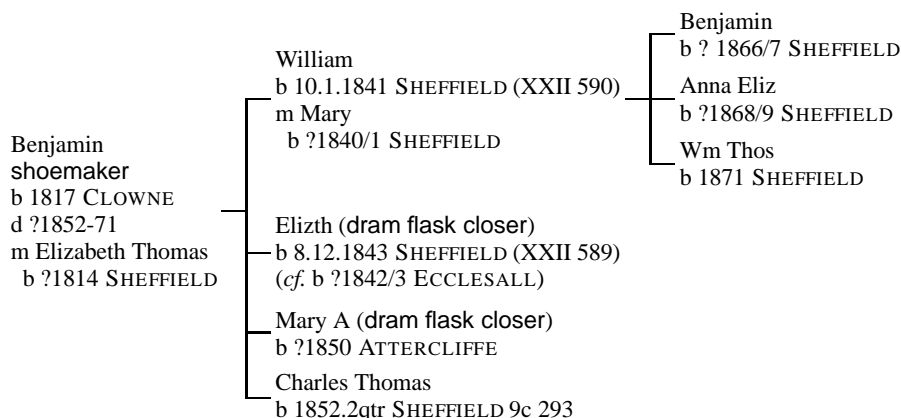 Benjamin
shoemaker
b 1817 CLOWNE
d ?1852-71
m Elizabeth Thomas
b ?1814 SHEFFIELD
William
b 10.1.1841 SHEFFIELD (XXII 590)
m Mary
b ?1840/1 SHEFFIELD
Elizth (dram flask closer)
b 8.12.1843 SHEFFIELD (XXII 589)
(cf. b ?1842/3 ECCLESALL)
Mary A (dram flask closer)
b ?1850 ATTERCLIFFE
Charles Thomas
b 1852.2qtr SHEFFIELD 9c 293
Benjamin
b ? 1866/7 SHEFFIELD
Anna Eliz
b ?1868/9 SHEFFIELD
Wm Thos
b 1871 SHEFFIELD